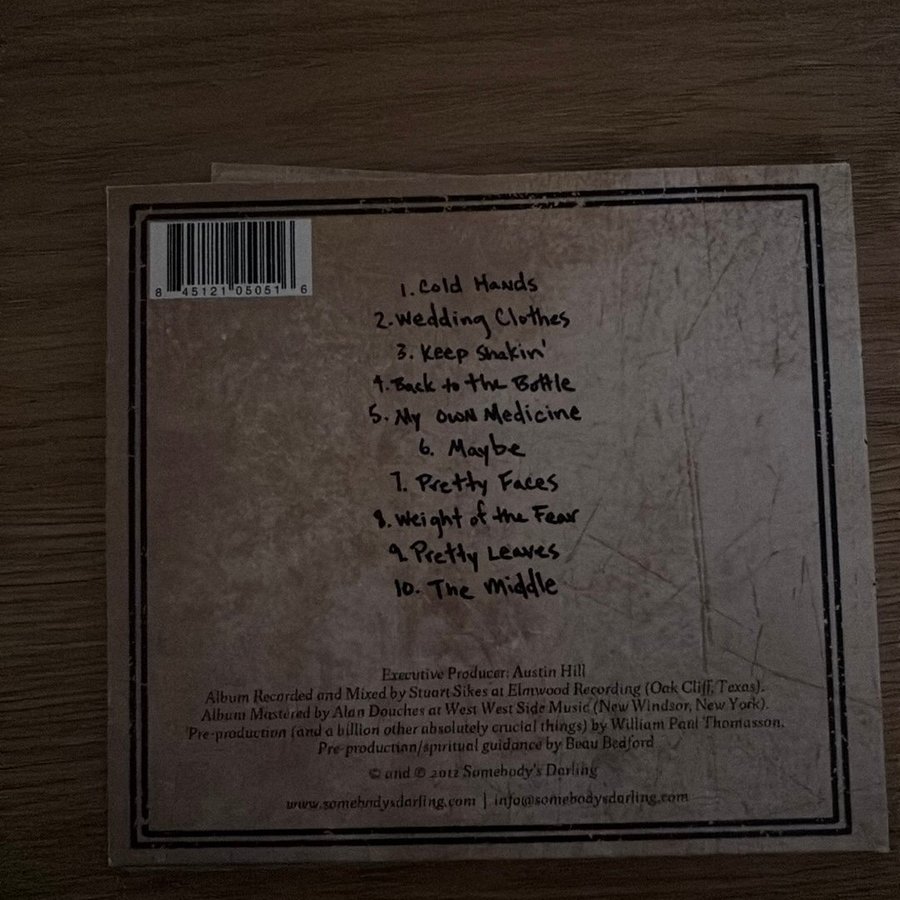 8 45121 05051 6
1. Cold Hands
2. Wedding Clothes
3. Keep Shakin'
4. Back to the Bottle
5. My Own Medicine
6. Maybe
7. Pretty Faces
8. Weight of the Fear
9. Pretty Leaves
10. The Middle
Executive Producer: Austin Hill
Album Recorded and Mixed by Stuart Sikes at Elmwood Recording (Oak Cliff, Texas).
Album Mastered by Alan Douches at West West Side Music (New Windsor, New York).
Pre-production (and a billion other absolutely crucial things) by William Paul Thomasson.
Pre-production/spiritual guidance by Beau Bedford
© and ℗ 2012 Somebody's Darling
www.somebodysdarling.com | info@somebodysdarling.com